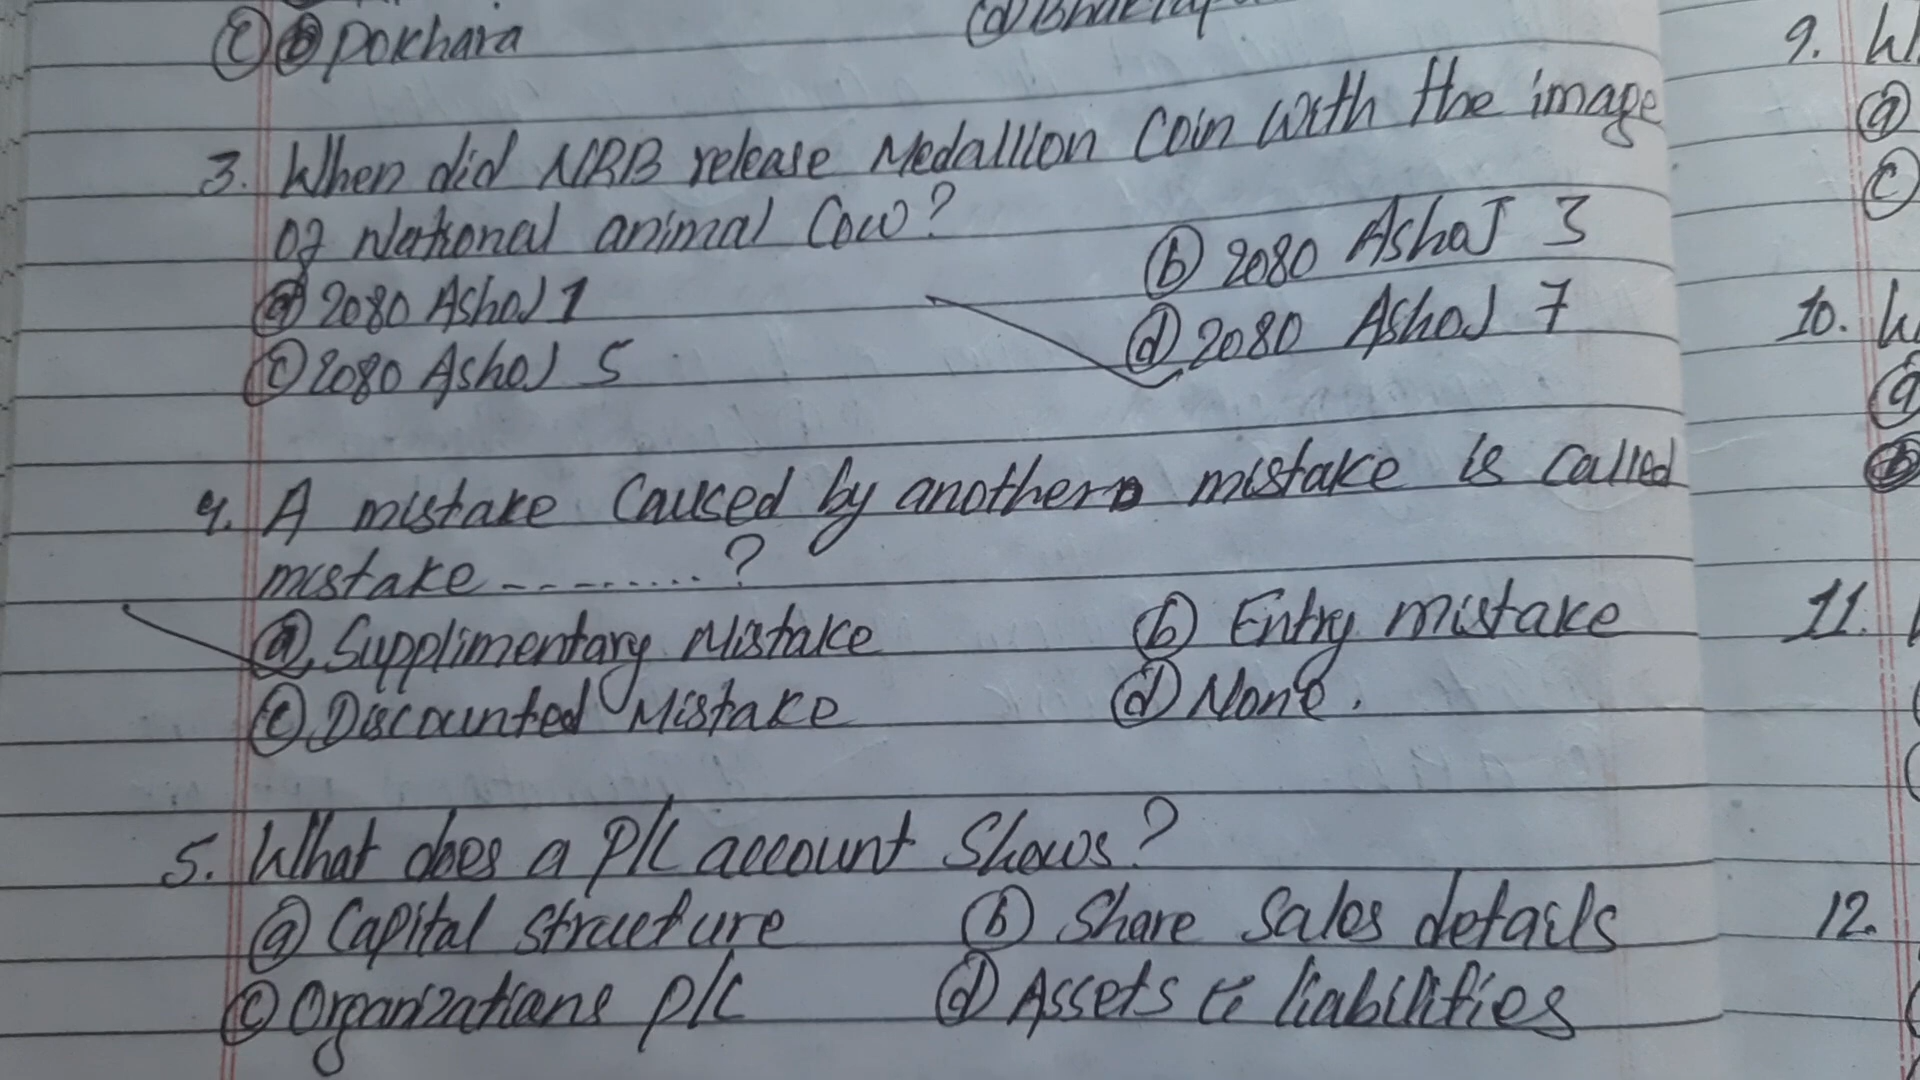 (c) Pokhara
9.
3. When did NRB release Medallion Coin with the image
(a)
of National animal Cow?
(c)
(a) 2080 Ashoj 1 (b) 2080 Ashoj 3
(c) 2080 Ashoj 5 (d) 2080 Ashoj 7
10.
4. A mistake caused by another mistake is called
mistake ---------?
(a) Supplimentary Mistake (b) Entry mistake
11.
(c) Discounted Mistake (d) None.
5. What does a P/L account shows?
(a) Capital structure (b) Share Sales details
12.
(c) Organizations P/L (d) Assets & liabilities